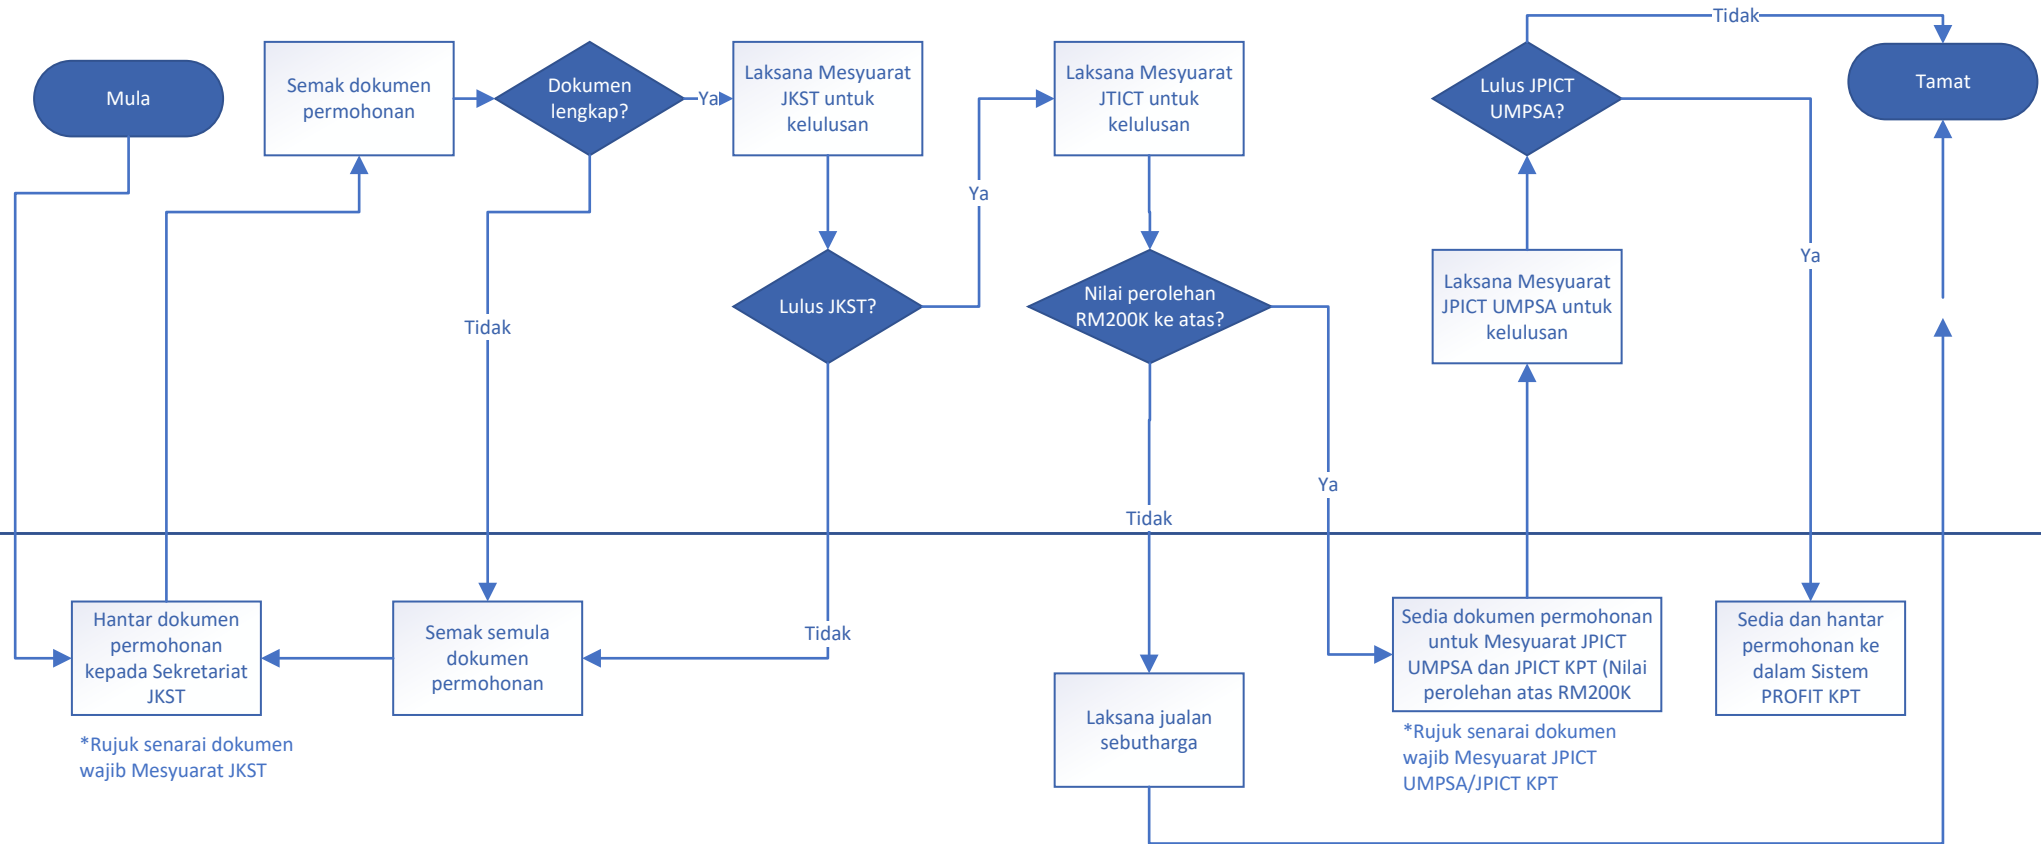 Tidak
Mula
Semak dokumen
permohonan
Dokumen
lengkap?
Ya
Laksana Mesyuarat
JKST untuk
kelulusan
Laksana Mesyuarat
JTICT untuk
kelulusan
Lulus JPICT
UMPSA?
Tamat
Ya
Ya
Tidak
Lulus JKST?
Nilai perolehan
RM200K ke atas?
Laksana Mesyuarat
JPICT UMPSA untuk
kelulusan
Ya
Tidak
Hantar dokumen
permohonan
kepada Sekretariat
JKST
Semak semula
dokumen
permohonan
Tidak
Sedia dokumen permohonan
untuk Mesyuarat JPICT
UMPSA dan JPICT KPT (Nilai
perolehan atas RM200K
Sedia dan hantar
permohonan ke
dalam Sistem
PROFIT KPT
*Rujuk senarai dokumen
wajib Mesyuarat JKST
Laksana jualan
sebutharga
*Rujuk senarai dokumen
wajib Mesyuarat JPICT
UMPSA/JPICT KPT